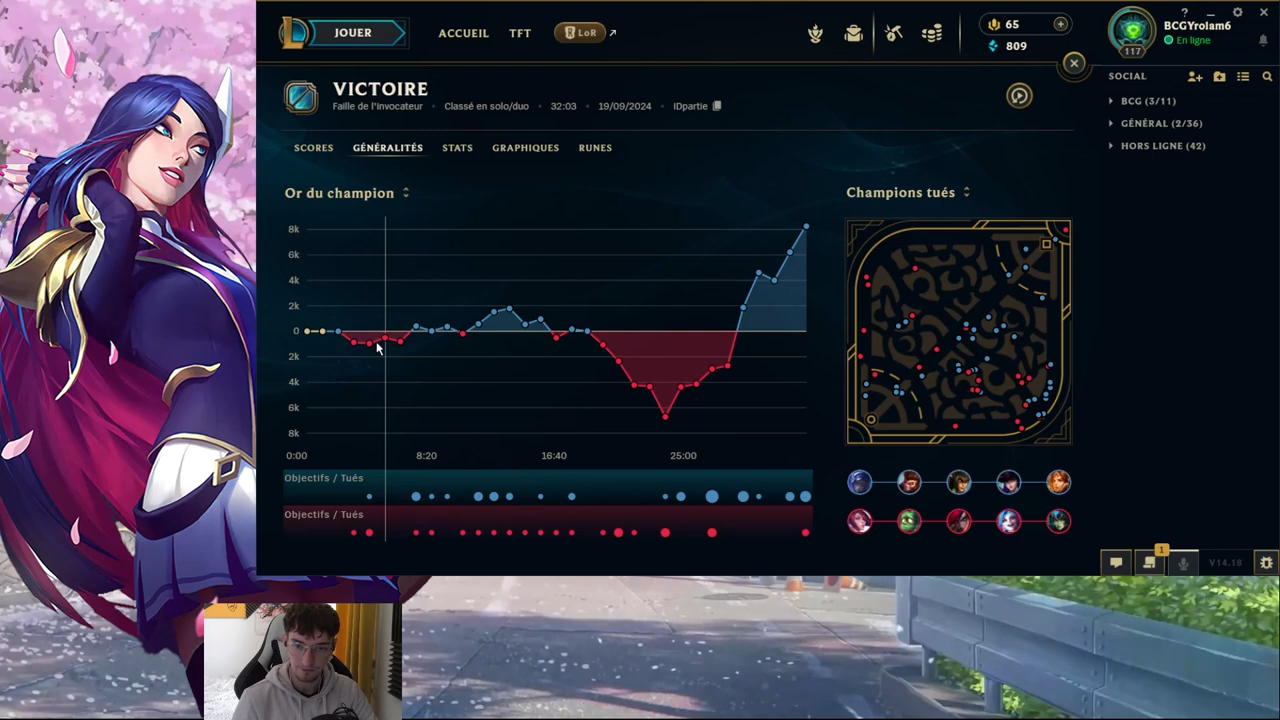 JOUER
ACCUEIL
TFT
LoR
65
809
?
BCGYrolam6
En ligne
117
VICTOIRE
Faille de l'Invocateur • Classé en solo/duo • 32:03 • 19/09/2024 • IDpartie
SOCIAL
BCG (3/11)
GÉNÉRAL (2/36)
HORS LIGNE (42)
SCORES
GÉNÉRALITÉS
STATS
GRAPHIQUES
RUNES
Or du champion
Champions tués
8k
6k
4k
2k
0
2k
4k
6k
8k
0:00
8:20
16:40
25:00
Objectifs / Tués
Objectifs / Tués
1
V14.18